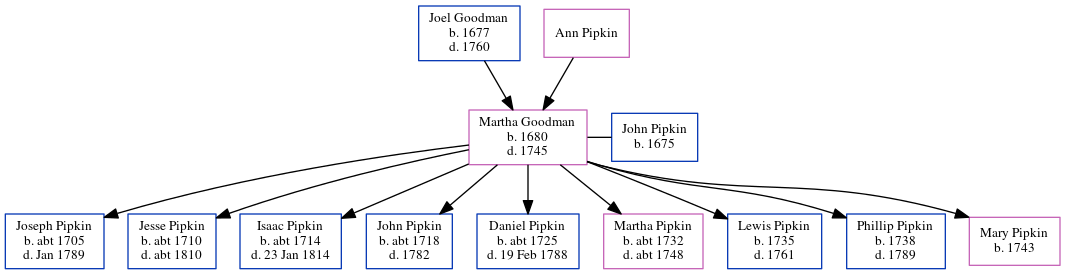 Joel Goodman
b. 1677
d. 1760
Ann Pipkin
Martha Goodman
b. 1680
d. 1745
John Pipkin
b. 1675
Joseph Pipkin
b. abt 1705
d. Jan 1789
Jesse Pipkin
b. abt 1710
d. abt 1810
Isaac Pipkin
b. abt 1714
d. 23 Jan 1814
John Pipkin
b. abt 1718
d. 1782
Daniel Pipkin
b. abt 1725
d. 19 Feb 1788
Martha Pipkin
b. abt 1732
d. abt 1748
Lewis Pipkin
b. 1735
d. 1761
Phillip Pipkin
b. 1738
d. 1789
Mary Pipkin
b. 1743